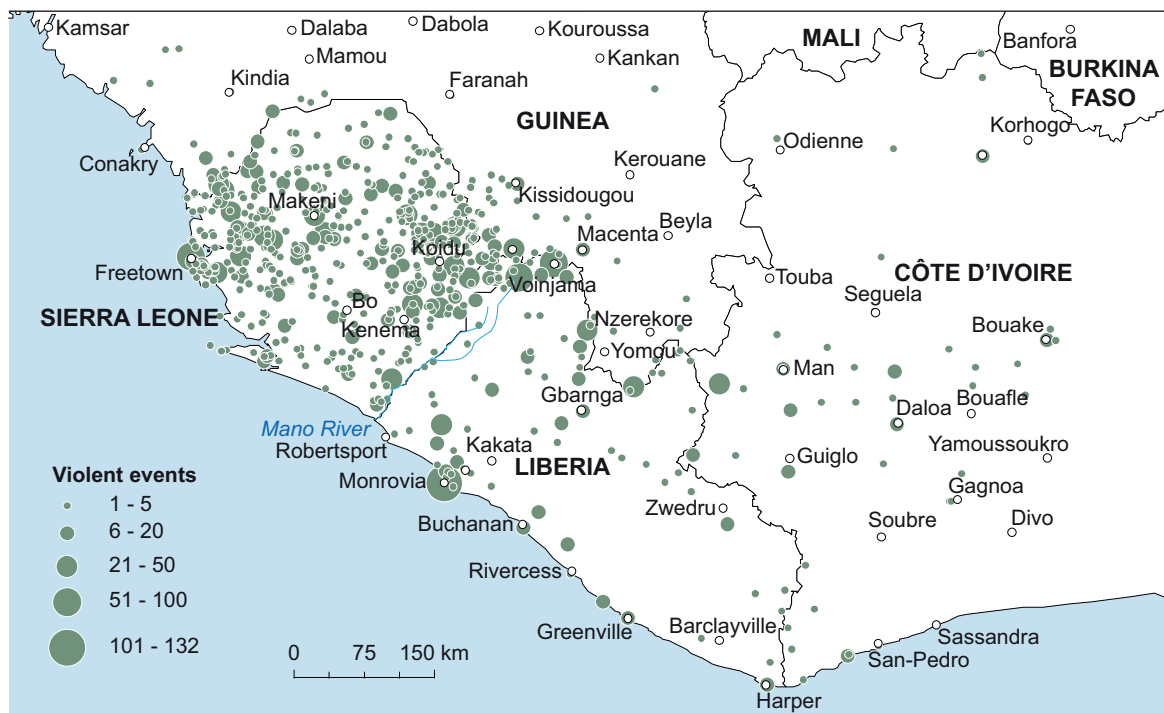 Kamsar
Dalaba
Dabola
Kouroussa
MALI
Banfora
Mamou
Kankan
BURKINA
FASO
Kindia
Faranah
GUINEA
Korhogo
Odienne
Conakry
Kerouane
Kissidougou
Makeni
Beyla
Macenta
Koidu
Freetown
Voinjama
Touba
CÔTE D'IVOIRE
Seguela
SIERRA LEONE
Bo
Kenema
Nzerekore
Bouake
Yomou
Man
Gbarnga
Bouafle
Daloa
Mano River
Robertsport
Kakata
Yamoussoukro
LIBERIA
Guiglo
Violent events
Monrovia
Gagnoa
1 - 5
Zwedru
Buchanan
Soubre
Divo
6 - 20
21 - 50
Rivercess
51 - 100
Greenville
Barclayville
Sassandra
101 - 132
0 75 150 km
San-Pedro
Harper